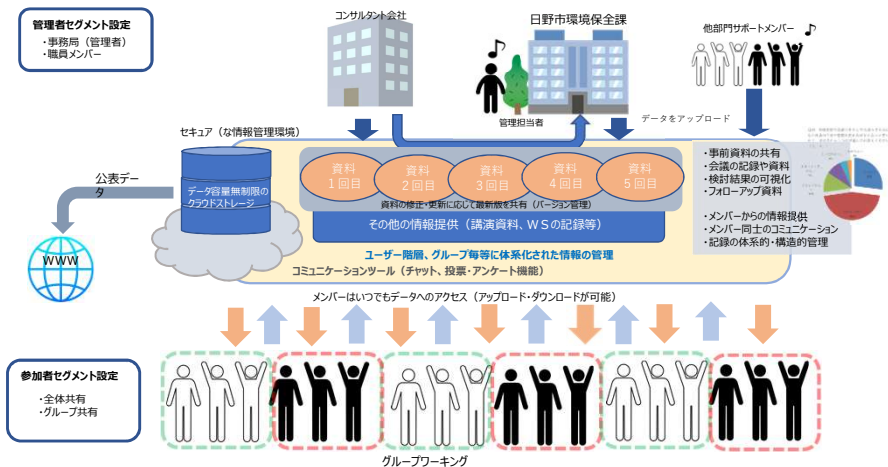 管理者セグメント設定
・事務局（管理者）
・職員メンバー
コンサルタント会社
日野市環境保全課
他部門サポートメンバー
管理担当者
データをアップロード
セキュア（な情報管理環境）
公表デー
タ
データ容量無制限の
クラウドストレージ
WWW
資料
1回目
資料
2回目
資料
3回目
資料
4回目
資料
5回目
資料の修正・更新に応じて最新版を共有（バージョン管理）
その他の情報提供（講演資料、WSの記録等）
ユーザー階層、グループ毎等に体系化された情報の管理
コミュニケーションツール（チャット、投票・アンケート機能）
・事前資料の共有
・会議の記録や資料
・検討結果の可視化
・フォローアップ資料
・メンバーからの情報提供
・メンバー同士のコミュニケーション
・記録の体系的・構造的管理
メンバーはいつでもデータへのアクセス（アップロード・ダウンロードが可能）
参加者セグメント設定
・全体共有
・グループ共有
グループワーキング